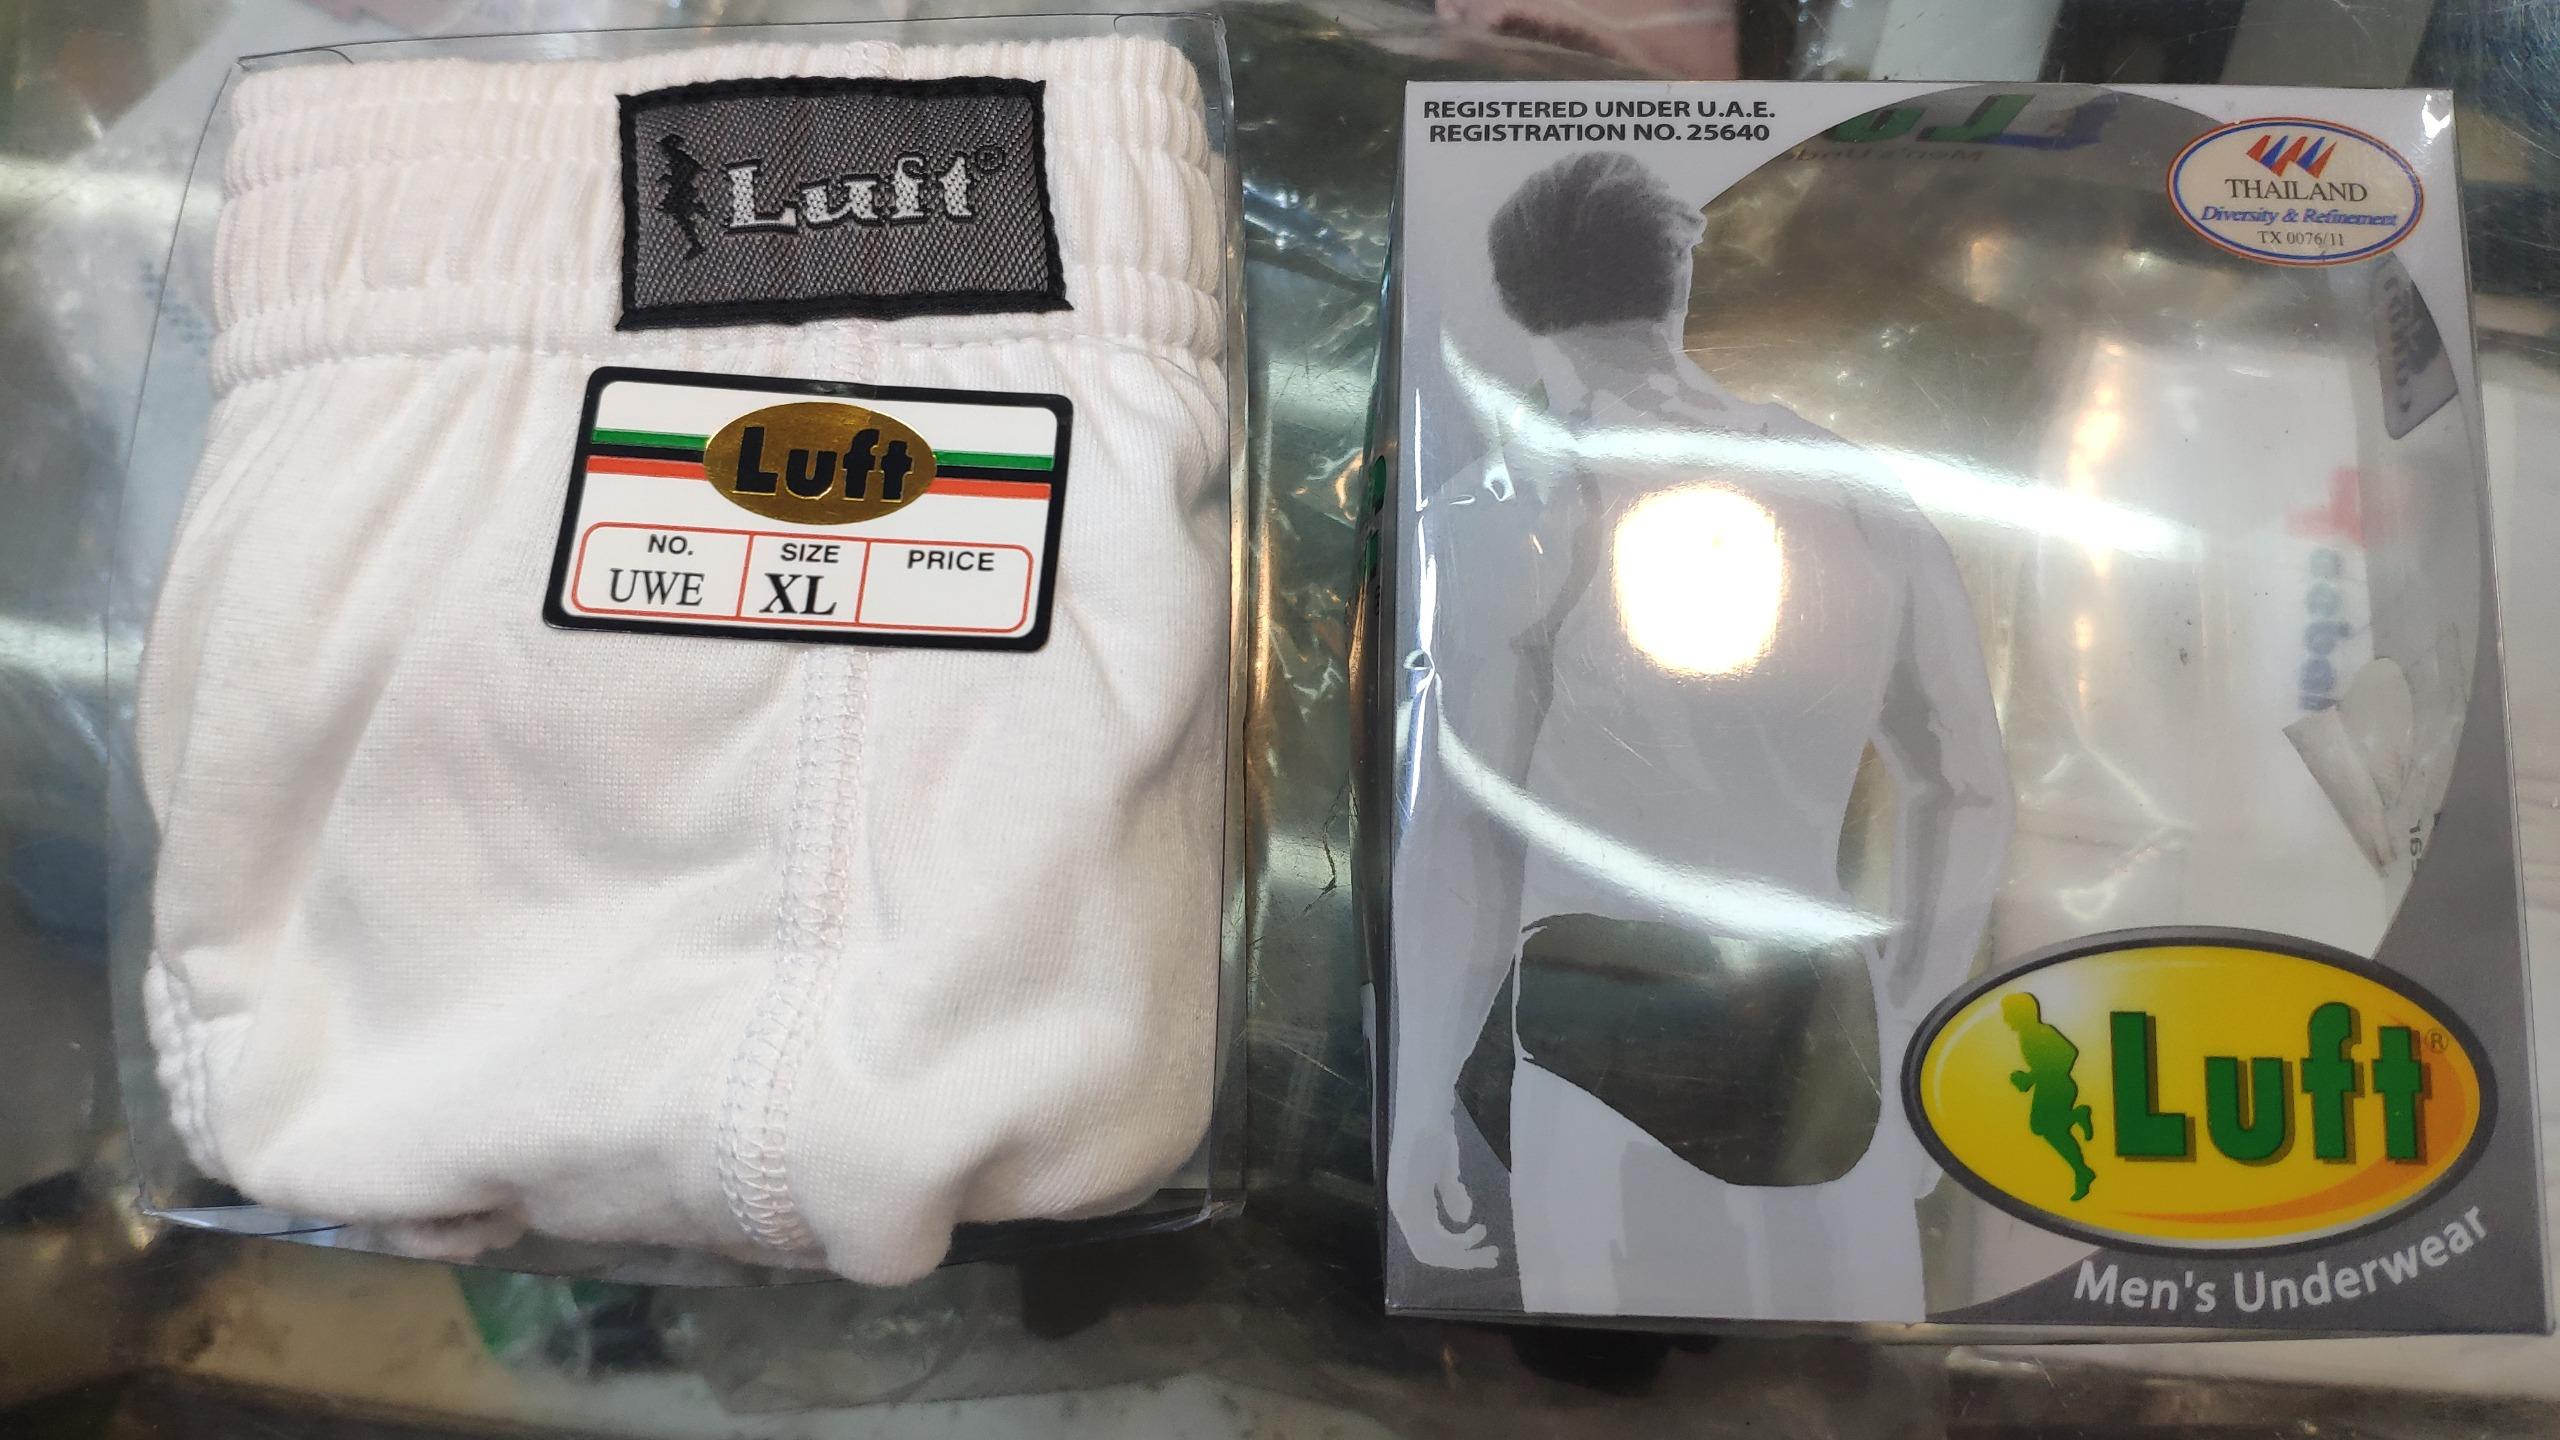 Luft®
Luft
NO.
UWE
SIZE
XL
PRICE
REGISTERED UNDER U.A.E.
REGISTRATION NO. 25640
THAILAND
Diversity & Refinement
TX 0076/11
Luft®
Men's Underwear